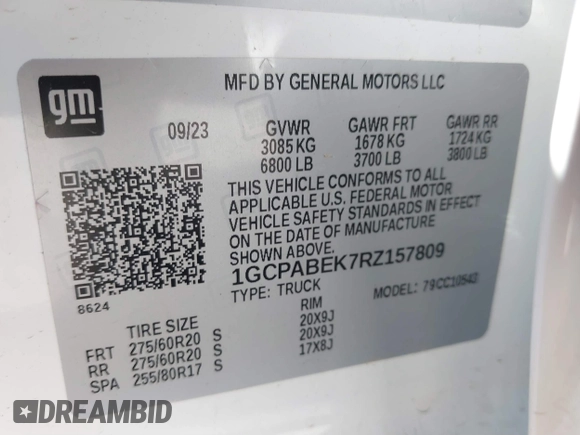 gm
MFD BY GENERAL MOTORS LLC
09/23 GVWR GAWR FRT GAWR RR
3085 KG 1678 KG 1724 KG
6800 LB 3700 LB 3800 LB
THIS VEHICLE CONFORMS TO ALL
APPLICABLE U.S. FEDERAL MOTOR
VEHICLE SAFETY STANDARDS IN EFFECT
ON THE DATE OF MANUFACTURE
SHOWN ABOVE.
1GCPABEK7RZ157809
8624
TYPE: TRUCK MODEL: 79CC10543
TIRE SIZE RIM
FRT 275/60R20 S 20X9J
RR 275/60R20 S 20X9J
SPA 255/80R17 S 17X8J
DREAMBID